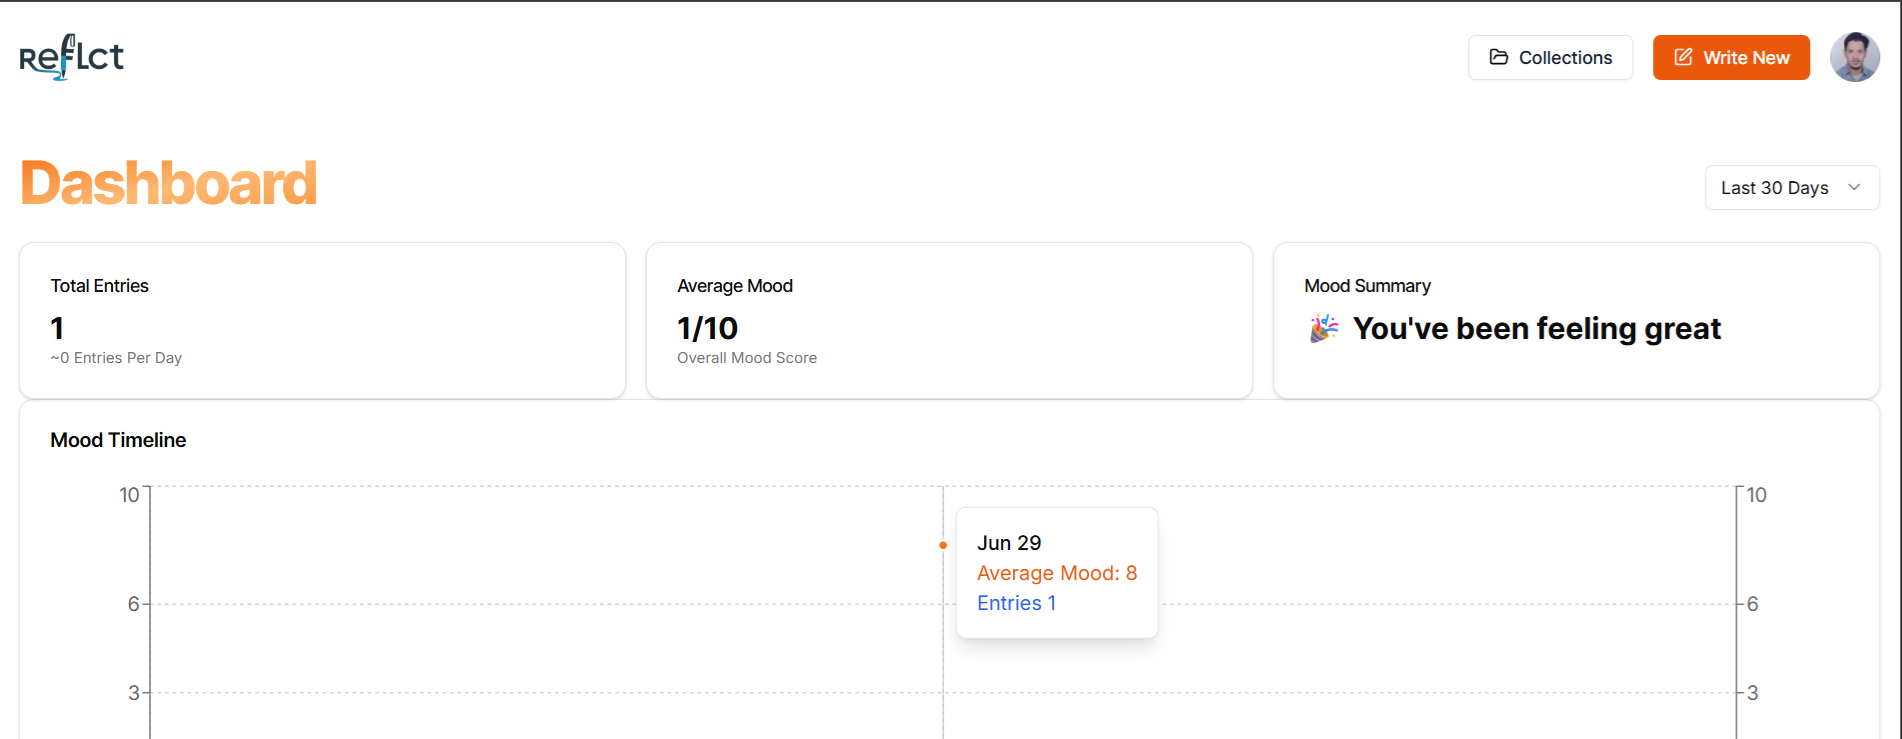 Reflct
Collections
Write New
Dashboard
Last 30 Days
Total Entries
1
~0 Entries Per Day
Average Mood
1/10
Overall Mood Score
Mood Summary
🎉 You've been feeling great
Mood Timeline
10
6
3
Jun 29
Average Mood: 8
Entries 1
10
6
3